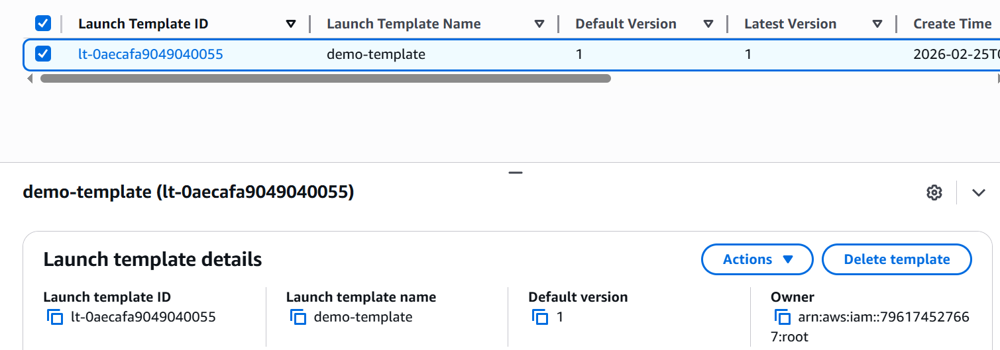 Launch Template ID Launch Template Name Default Version Latest Version Create Time
lt-0aecafa9049040055 demo-template 1 1 2026-02-25T
demo-template (lt-0aecafa9049040055)
Launch template details Actions Delete template
Launch template ID Launch template name Default version Owner
lt-0aecafa9049040055 demo-template 1 arn:aws:iam::79617452766
7:root